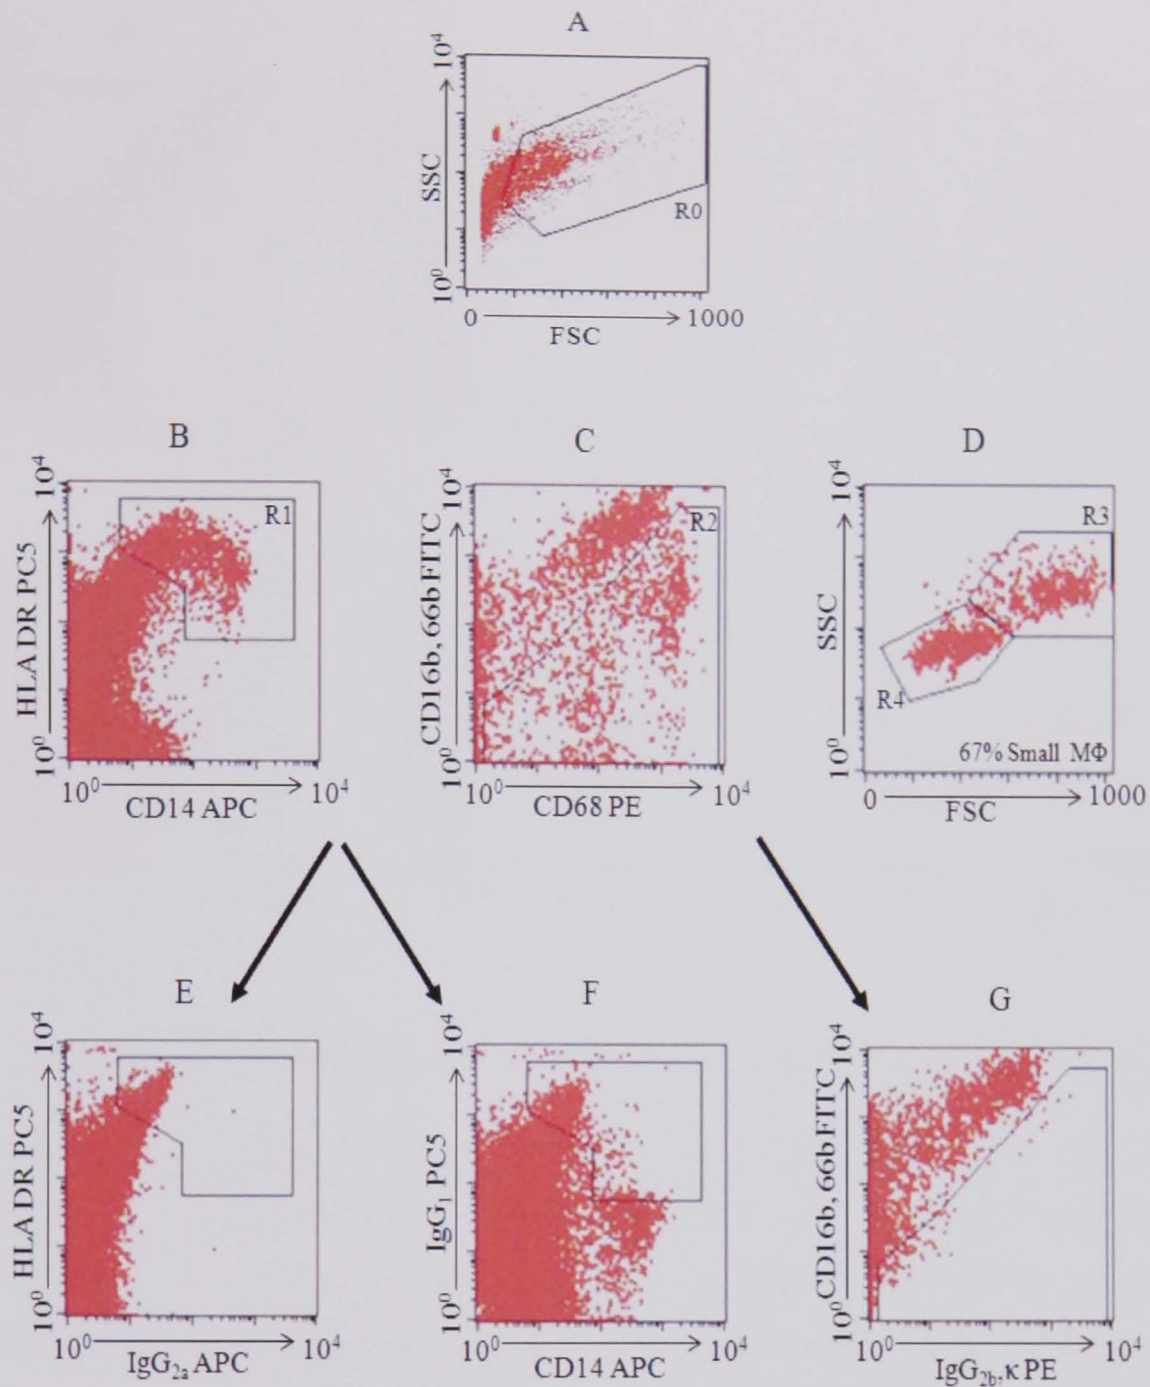 A
10⁴
SSC
R0
10⁰
0
1000
FSC
B
10⁴
HLA DR PC5
R1
10⁰
10⁰
10⁴
CD14 APC
C
10⁴
CD16b, 66b FITC
R2
10⁰
10⁰
10⁴
CD68 PE
D
10⁴
SSC
R3
R4
67% Small MΦ
10⁰
0
1000
FSC
E
10⁴
HLA DR PC5
10⁰
10⁰
10⁴
IgG₂ₐ APC
F
10⁴
IgG₁ PC5
10⁰
10⁰
10⁴
CD14 APC
G
10⁴
CD16b, 66b FITC
10⁰
10⁰
10⁴
IgG2b,κ PE